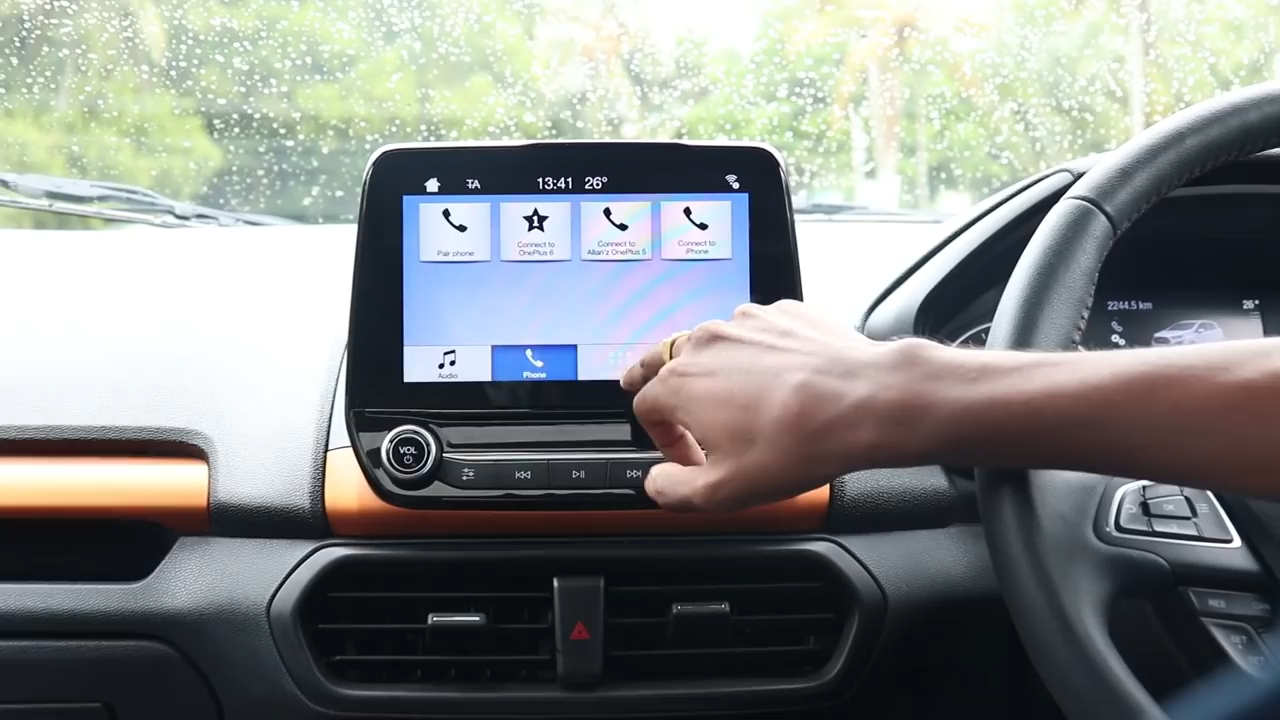 TA 13:41 26°
Pair phone
1
Connect to
OnePlus 6
Connect to
Allan'z OnePlus 5
Connect to
iPhone
Audio
Phone
VOL
2244.5 km 26°
OK
RES